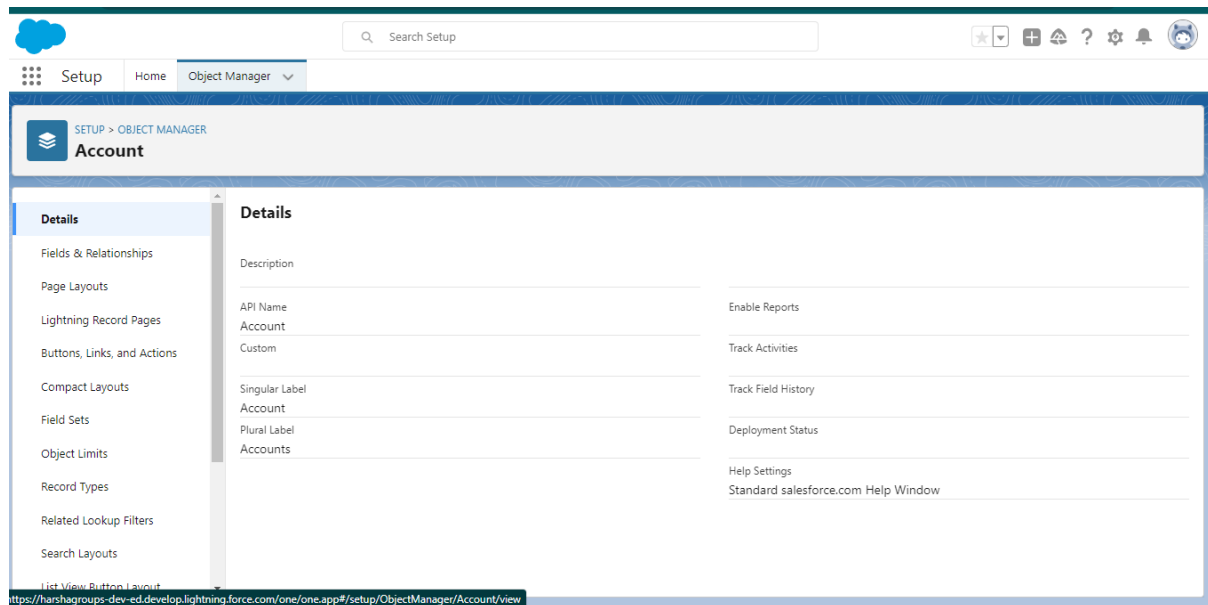 Search Setup
Setup
Home
Object Manager
SETUP > OBJECT MANAGER
Account
Details
Fields & Relationships
Page Layouts
Lightning Record Pages
Buttons, Links, and Actions
Compact Layouts
Field Sets
Object Limits
Record Types
Related Lookup Filters
Search Layouts
List View Button Layout
Details
Description
API Name
Account
Custom
Singular Label
Account
Plural Label
Accounts
Enable Reports
Track Activities
Track Field History
Deployment Status
Help Settings
Standard salesforce.com Help Window
https://harshagroups-dev-ed.develop.lightning.force.com/one/one.app#/setup/ObjectManager/Account/view